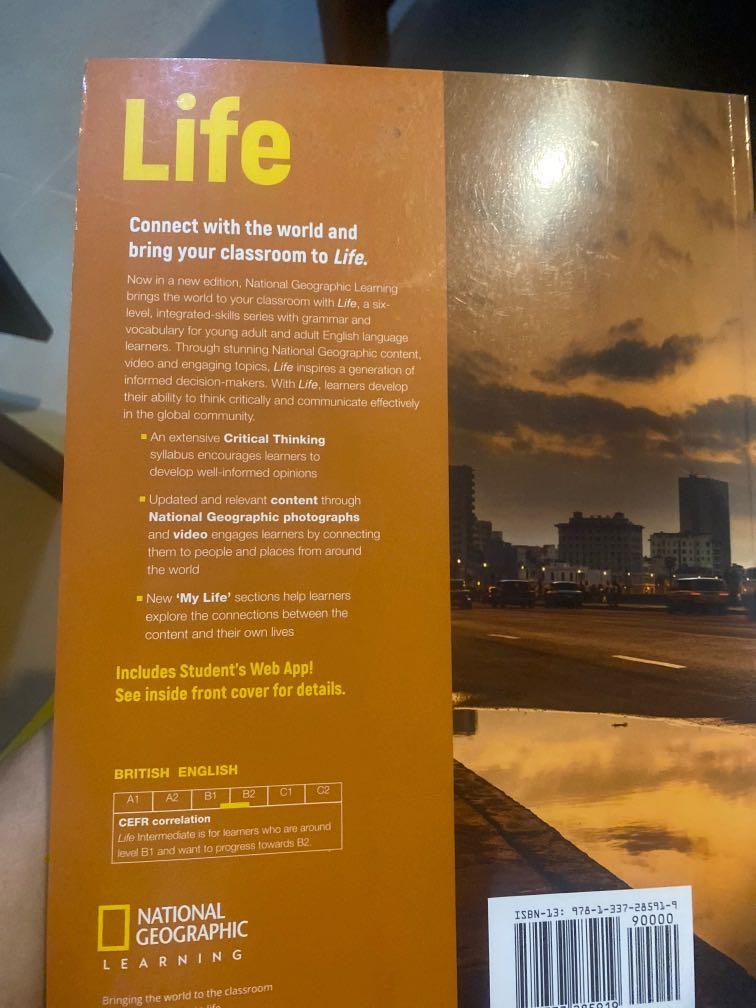 Life
Connect with the world and
bring your classroom to Life.
Now in a new edition, National Geographic Learning
brings the world to your classroom with Life, a six-
level, integrated-skills series with grammar and
vocabulary for young adult and adult English language
learners. Through stunning National Geographic content,
video and engaging topics, Life inspires a generation of
informed decision-makers. With Life, learners develop
their ability to think critically and communicate effectively
in the global community.
An extensive Critical Thinking
syllabus encourages learners to
develop well-informed opinions
Updated and relevant content through
National Geographic photographs
and video engages learners by connecting
them to people and places from around
the world
New ‘My Life’ sections help learners
explore the connections between the
content and their own lives
Includes Student's Web App!
See inside front cover for details.
BRITISH ENGLISH
A1 A2 B1 B2 C1 C2
CEFR correlation
Life Intermediate is for learners who are around
level B1 and want to progress towards B2.
NATIONAL
GEOGRAPHIC
LEARNING
Bringing the world to the classroom
life
ISBN-13: 978-1-337-28591-9
90000